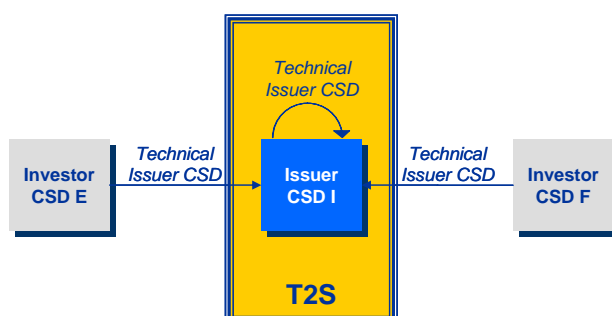 Technical
Issuer CSD
Investor
CSD E
Technical
Issuer CSD
Issuer
CSD I
Technical
Issuer CSD
Investor
CSD F
T2S